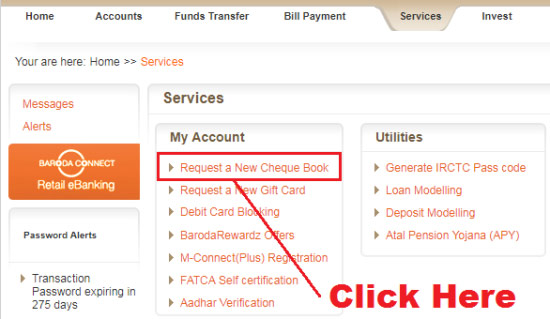 Home Accounts Funds Transfer Bill Payment Services Invest
Your are here: Home >> Services
Messages
Alerts
BARODA CONNECT
Retail eBanking
Password Alerts
Transaction
Password expiring in
275 days
Services
My Account
Request a New Cheque Book
Request a New Gift Card
Debit Card Blocking
BarodaRewardz Offers
M-Connect(Plus) Registration
FATCA Self certification
Aadhar Verification
Utilities
Generate IRCTC Pass code
Loan Modelling
Deposit Modelling
Atal Pension Yojana (APY)
Click Here